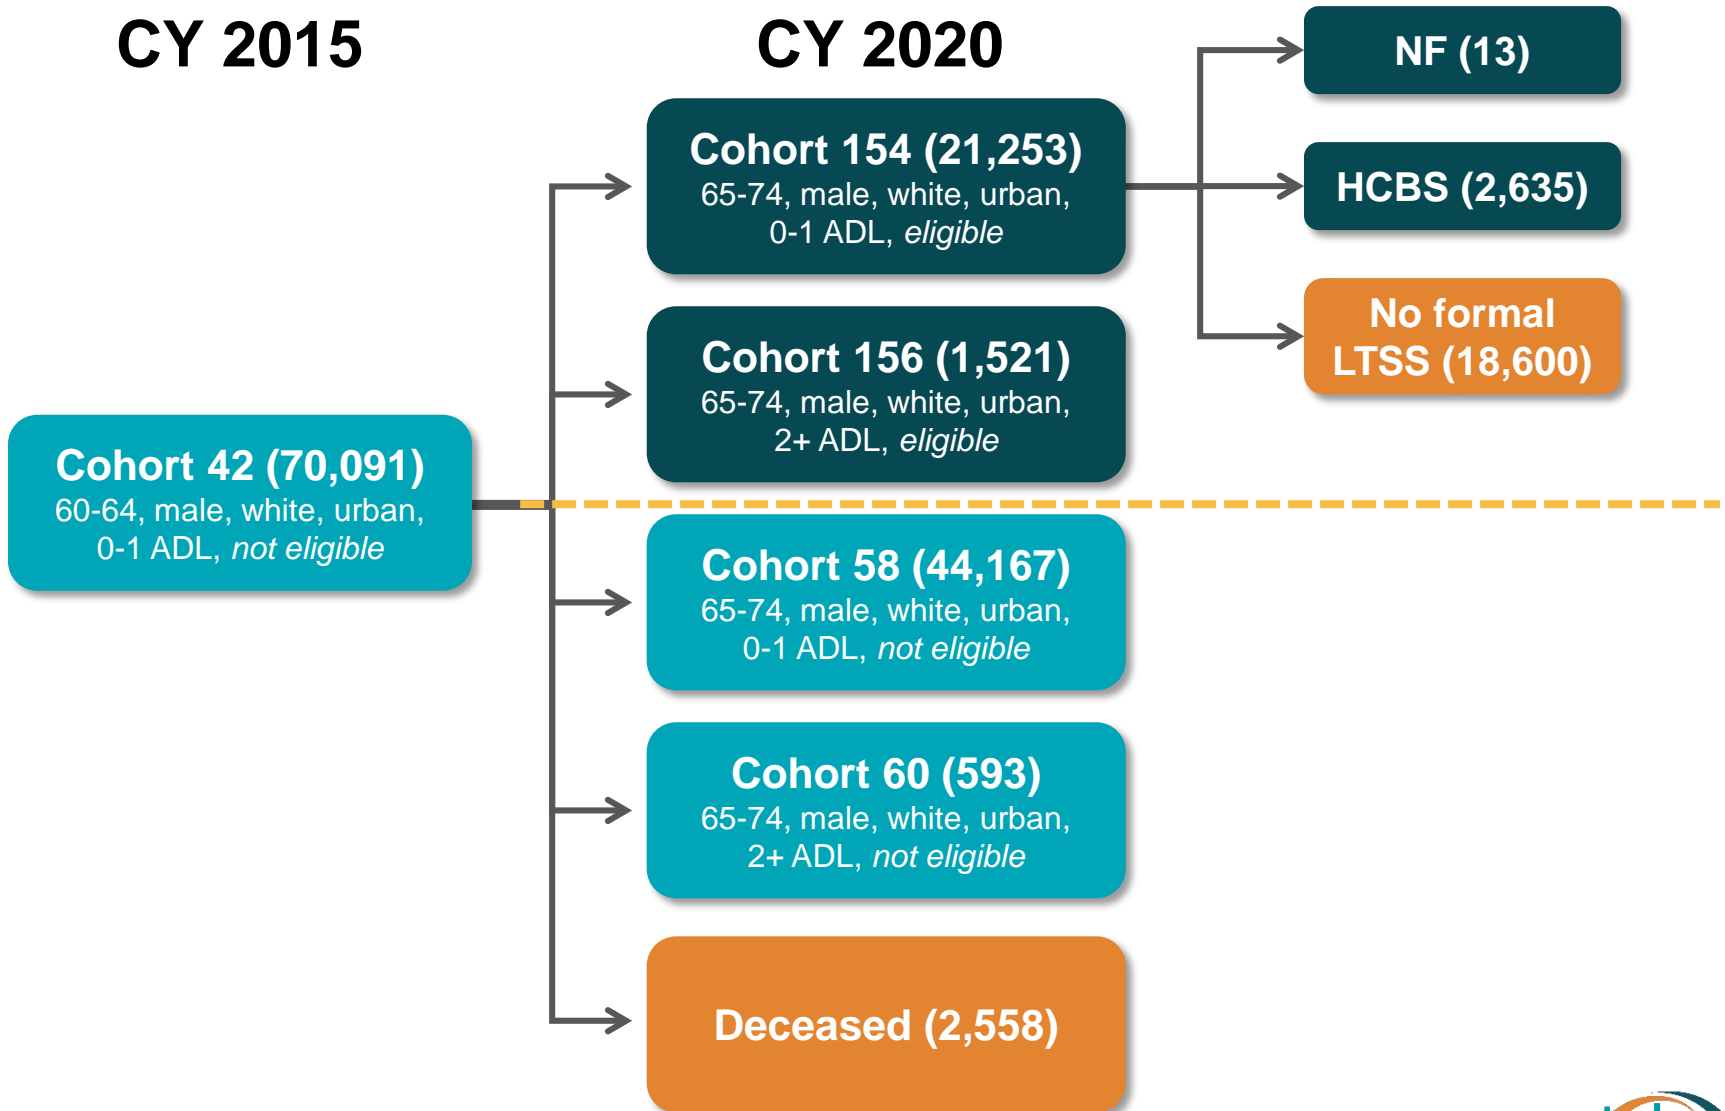 CY 2015
CY 2020
NF (13)
Cohort 154 (21,253)
65-74, male, white, urban,
0-1 ADL, eligible
HCBS (2,635)
No formal
LTSS (18,600)
Cohort 156 (1,521)
65-74, male, white, urban,
2+ ADL, eligible
Cohort 42 (70,091)
60-64, male, white, urban,
0-1 ADL, not eligible
Cohort 58 (44,167)
65-74, male, white, urban,
0-1 ADL, not eligible
Cohort 60 (593)
65-74, male, white, urban,
2+ ADL, not eligible
Deceased (2,558)